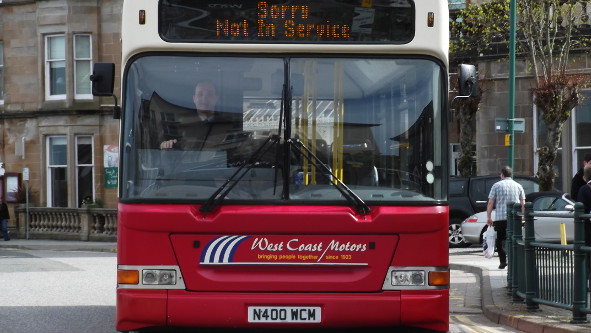 Sorry
Not In Service
West Coast Motors
bringing people together since 1923
N400 WCM